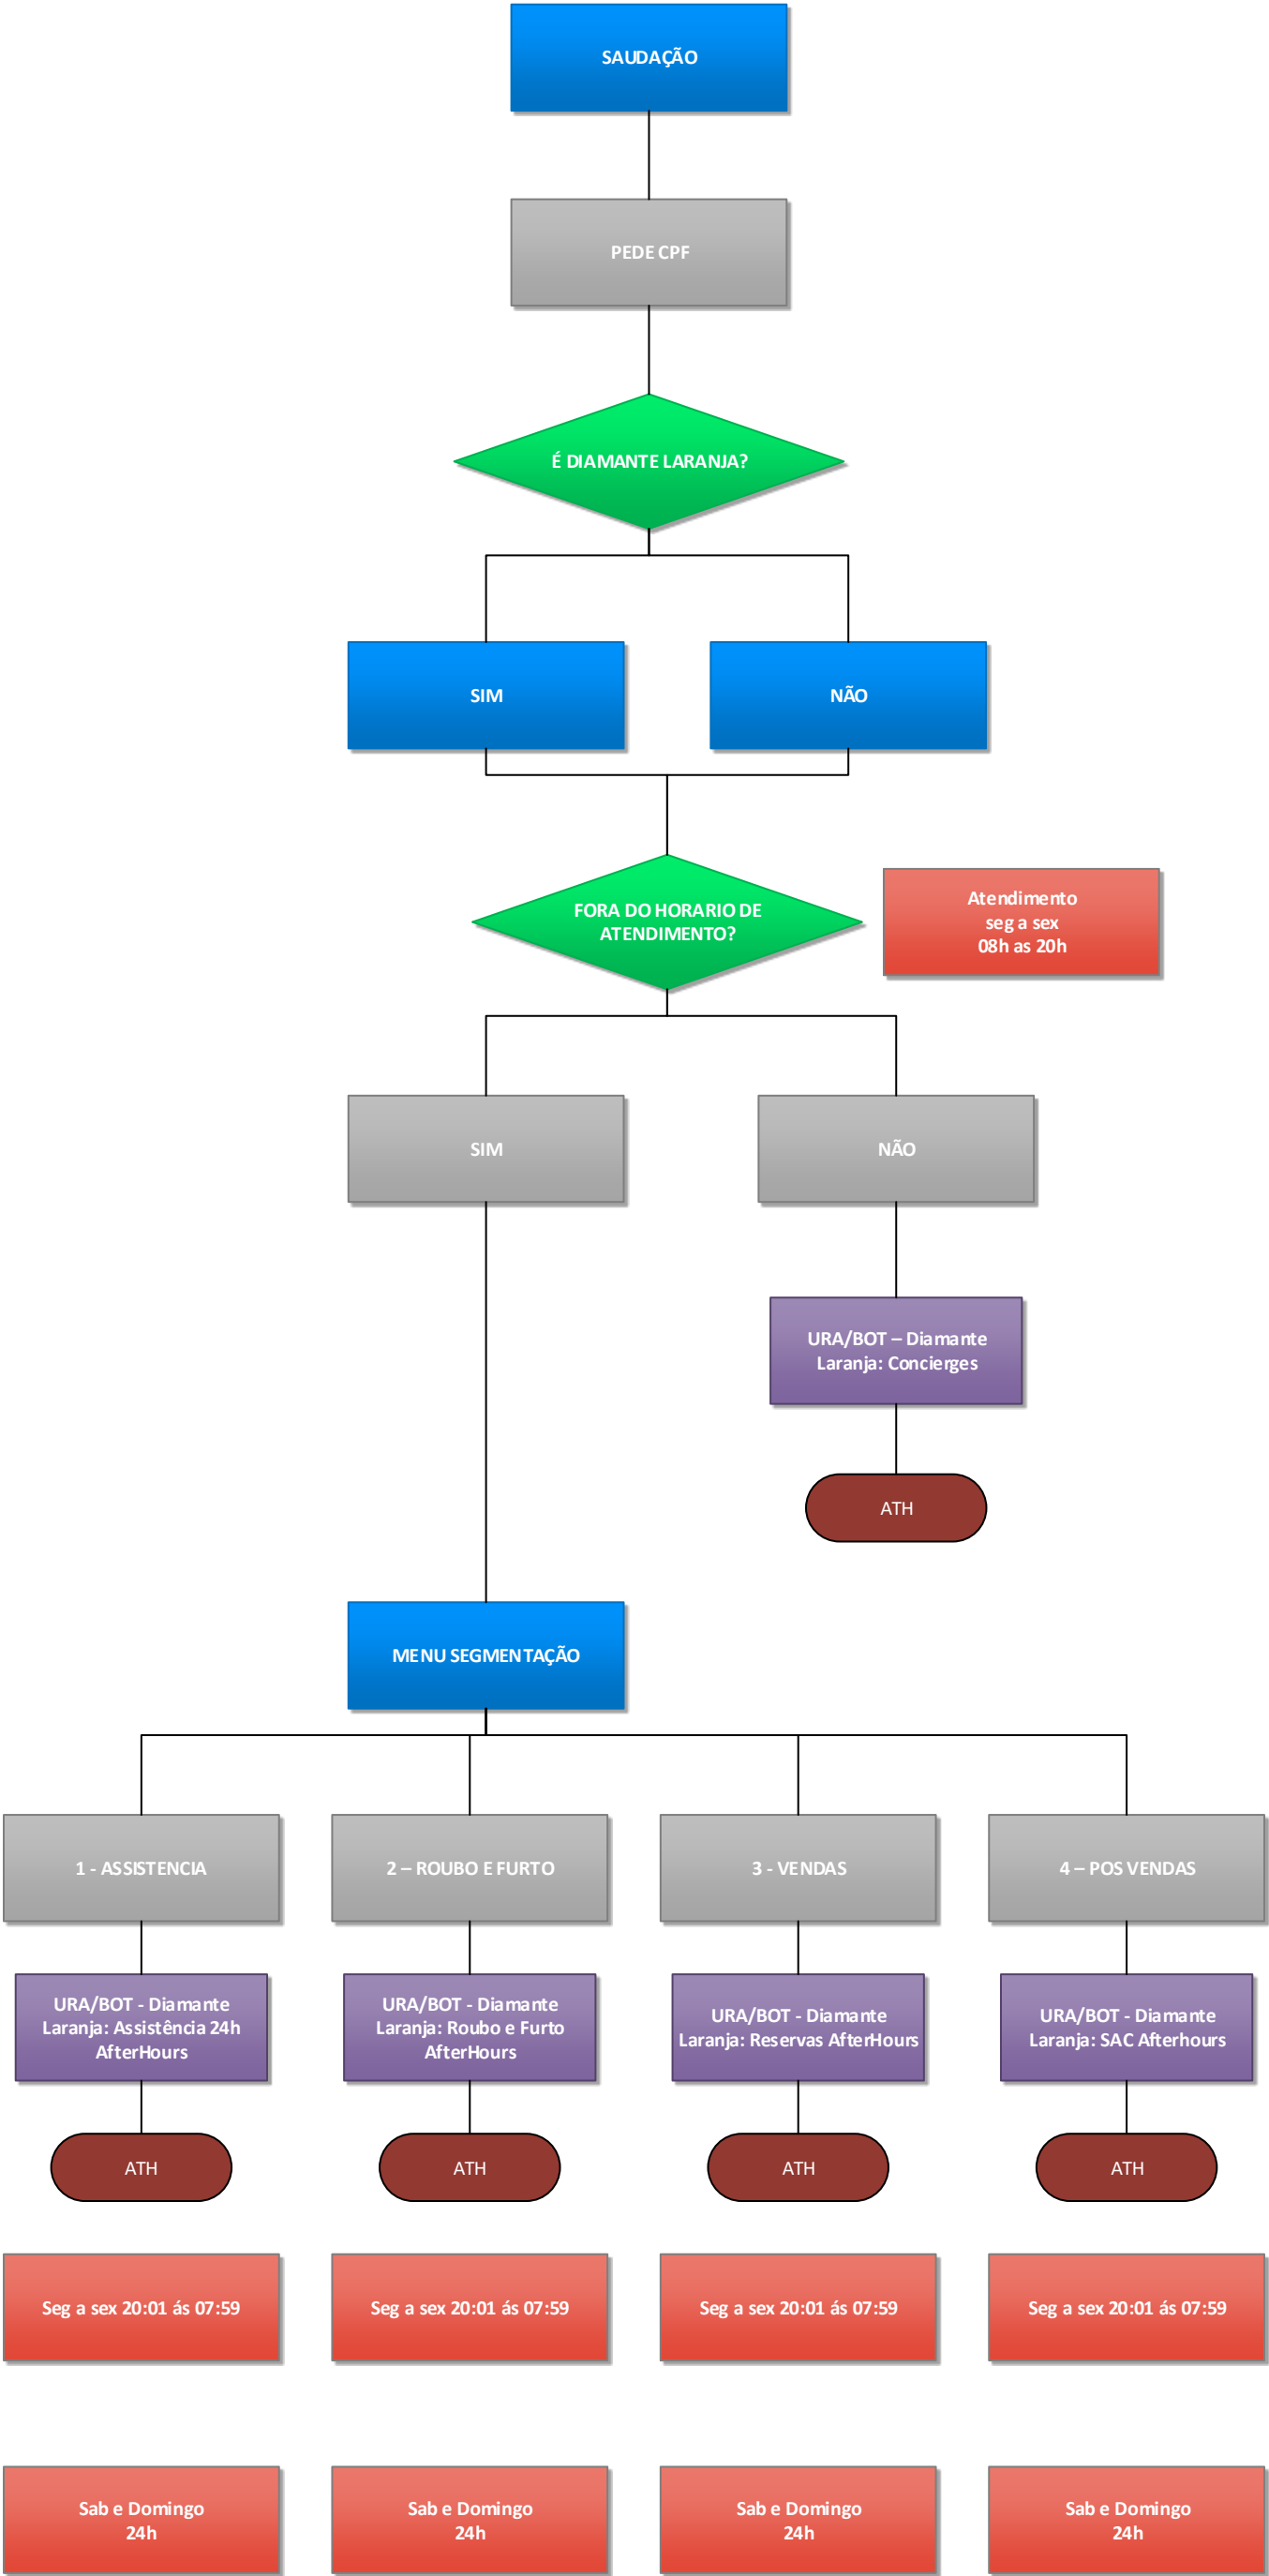 SAUDAÇÃO
PEDE CPF
É DIAMANTE LARANJA?
SIM
NÃO
FORA DO HORARIO DE
ATENDIMENTO?
Atendimento
seg a sex
08h as 20h
SIM
NÃO
URA/BOT – Diamante
Laranja: Concierges
ATH
MENU SEGMENTAÇÃO
1 - ASSISTENCIA
2 – ROUBO E FURTO
3 - VENDAS
4 – POS VENDAS
URA/BOT - Diamante
Laranja: Assistência 24h
AfterHours
URA/BOT - Diamante
Laranja: Roubo e Furto
AfterHours
URA/BOT - Diamante
Laranja: Reservas AfterHours
URA/BOT - Diamante
Laranja: SAC Afterhours
ATH
ATH
ATH
ATH
Seg a sex 20:01 ás 07:59
Seg a sex 20:01 ás 07:59
Seg a sex 20:01 ás 07:59
Seg a sex 20:01 ás 07:59
Sab e Domingo
24h
Sab e Domingo
24h
Sab e Domingo
24h
Sab e Domingo
24h